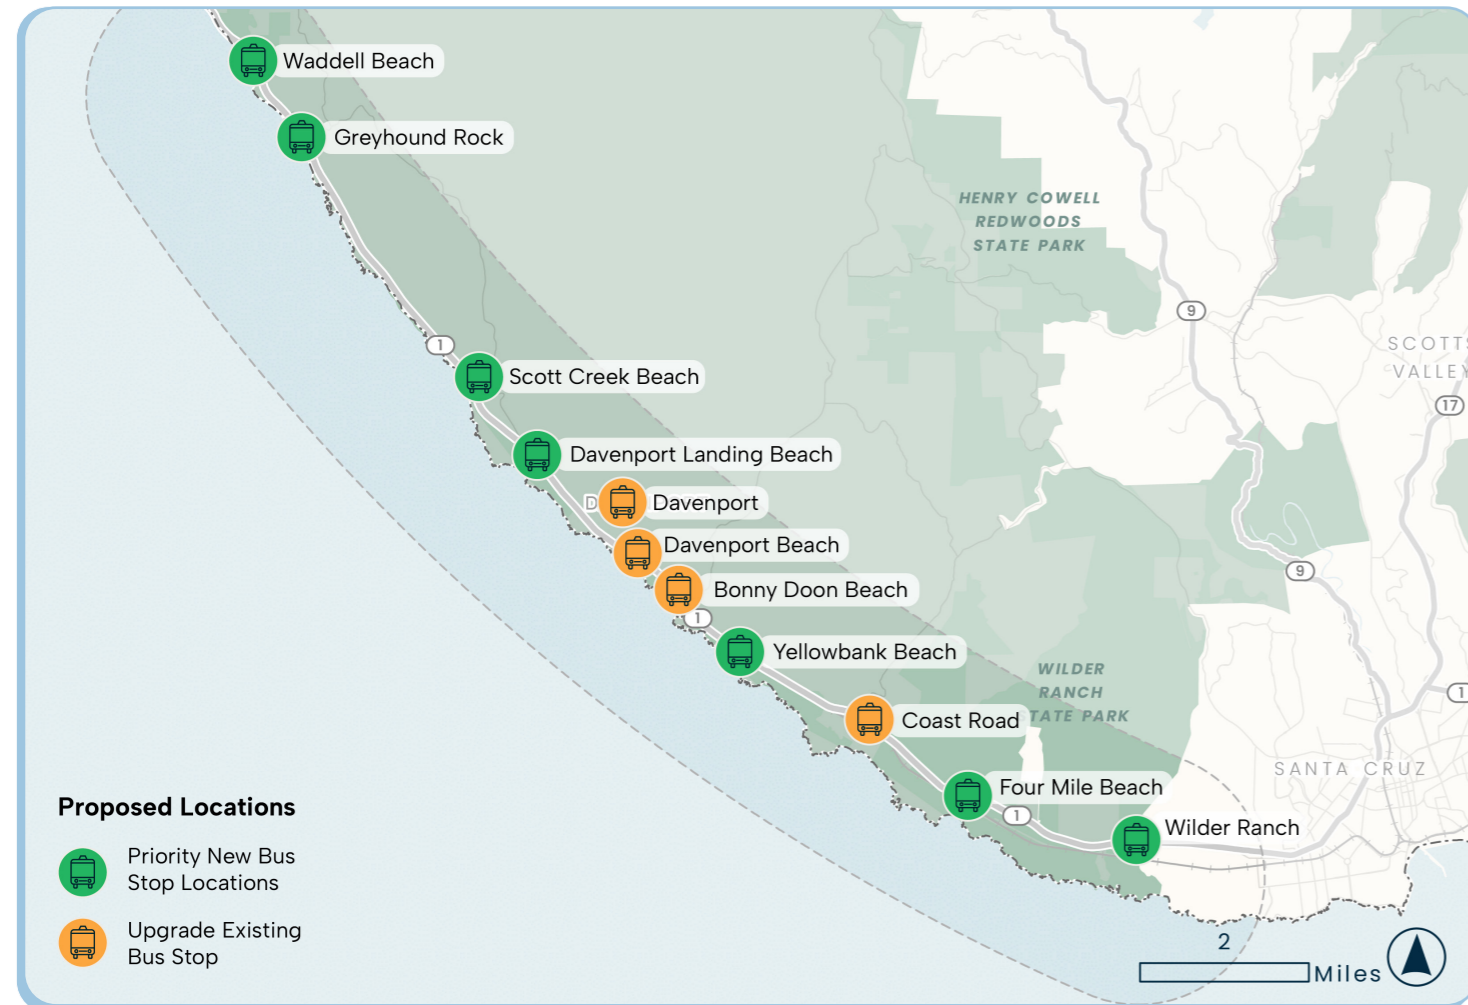 Waddell Beach
Greyhound Rock
HENRY COWELL
REDWOODS
STATE PARK
9
SCOTTS
VALLEY
1
17
Scott Creek Beach
Davenport Landing Beach
D
Davenport
Davenport Beach
9
Bonny Doon Beach
1
Yellowbank Beach
WILDER
RANCH
TATE PARK
1
Coast Road
SANTA CRUZ
Four Mile Beach
1
Wilder Ranch
Proposed Locations
Priority New Bus
Stop Locations
Upgrade Existing
Bus Stop
2
Miles